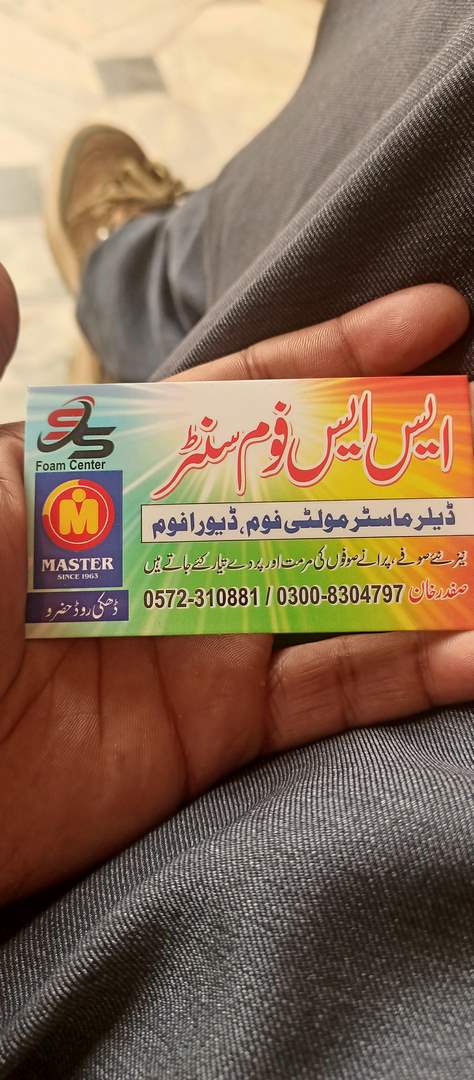 SS
Foam Center
ایس ایس فوم سنٹر
ڈیلر ماسٹر مولٹی فوم، ڈیورا فوم
M
MASTER
SINCE 1963
نیز نئے صوفے، پرانے صوفوں کی مرمت اور پردے تیار کئے جاتے ہیں
صفدر خان 0300-8304797 / 0572-310881
ڈھکی روڈ حضرو